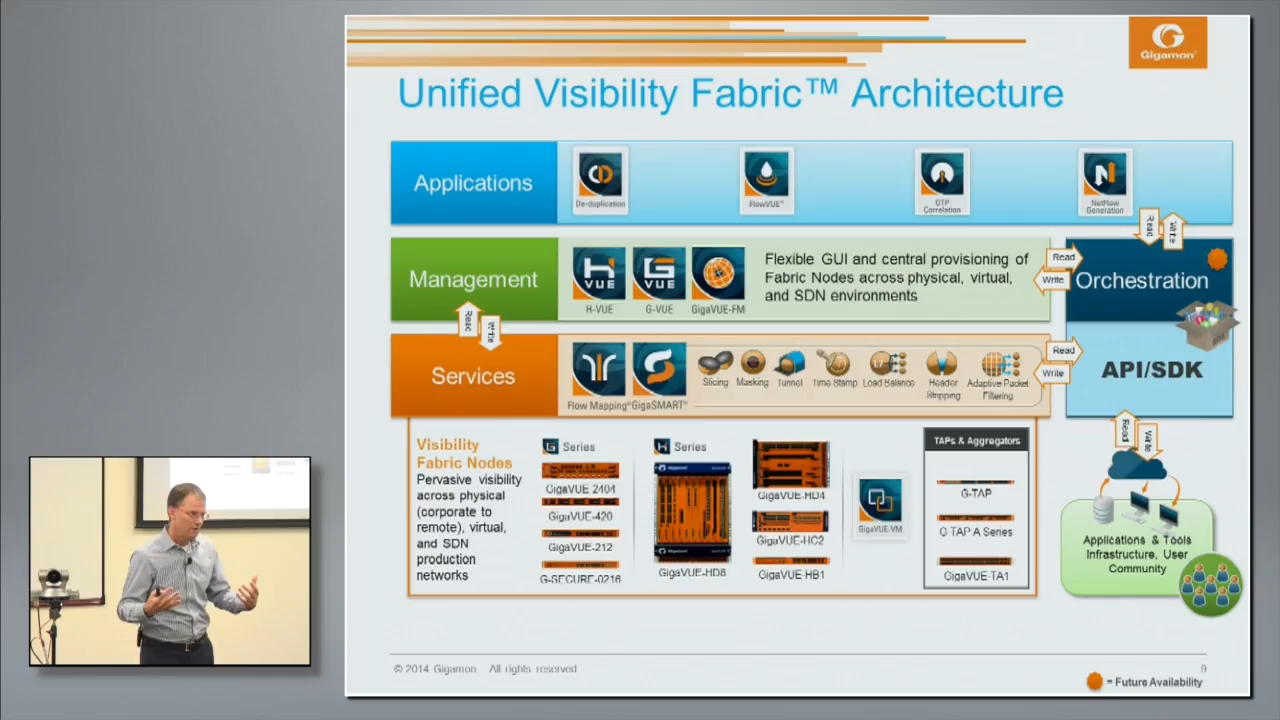 Gigamon®
Unified Visibility Fabric™ Architecture
Applications
De-duplication
FlowVUE™
GTP
Correlation
NetFlow
Generation
Read
Write
Management
H-VUE
G-VUE
GigaVUE-FM
Flexible GUI and central provisioning of
Fabric Nodes across physical, virtual,
and SDN environments
Read
Write
Orchestration
Read
Write
Services
Flow Mapping®
GigaSMART®
Slicing
Masking
Tunnel
Time Stamp
Load Balance
Header
Stripping
Adaptive Packet
Filtering
Read
Write
API/SDK
Visibility
Fabric Nodes
Pervasive visibility
across physical
(corporate to
remote), virtual,
and SDN
production
networks
G Series
GigaVUE 2404
GigaVUE-420
GigaVUE-212
G-SECURE-0216
H Series
GigaVUE-HD8
GigaVUE-HD4
GigaVUE-HC2
GigaVUE-HB1
GigaVUE-VM
TAPs & Aggregators
G-TAP
G TAP A Series
GigaVUE-TA1
Read
Write
Applications & Tools
Infrastructure, User
Community
© 2014 Gigamon. All rights reserved
9
= Future Availability